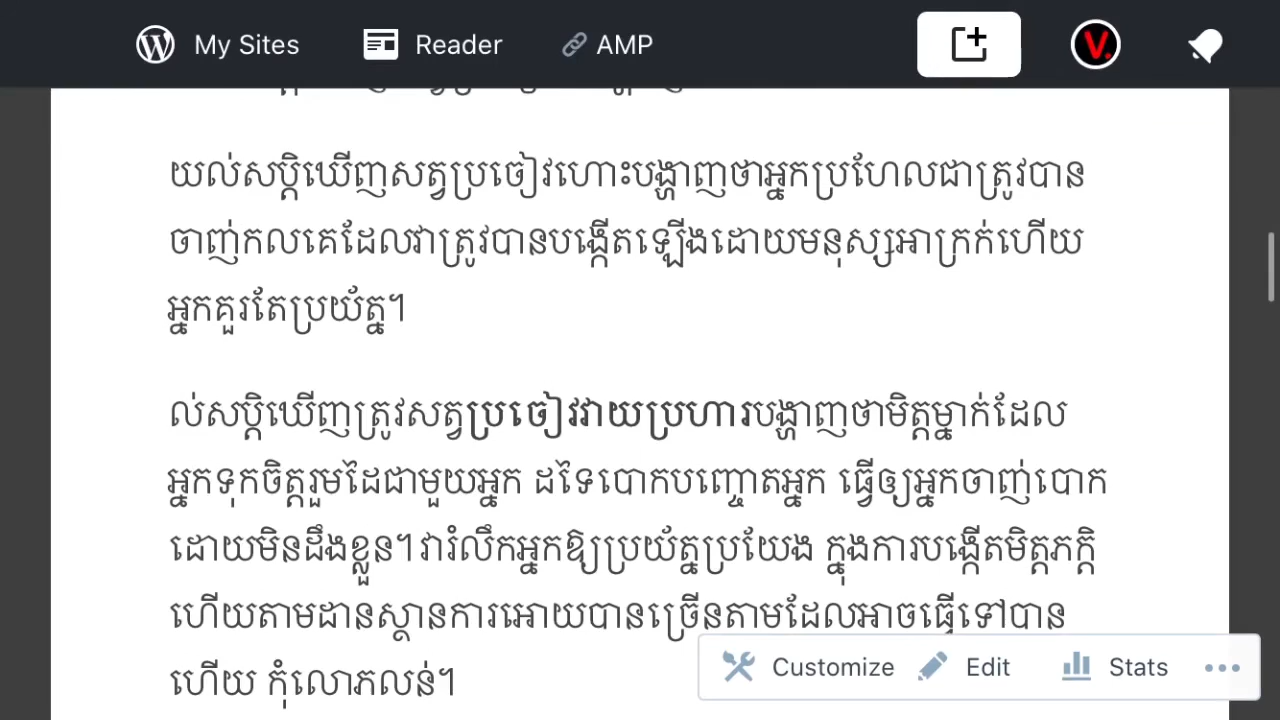 My Sites
Reader
AMP
V.
យល់សប្តិឃើញសត្វប្រចៀវហោះបង្ហាញថាអ្នកប្រហែលជាត្រូវបាន
ចាញ់កលគេដែលវាត្រូវបានបង្កើតឡើងដោយមនុស្សអាក្រក់ហើយ
អ្នកគួរតែប្រយ័ត្ន។
ល់សប្តិឃើញត្រូវសត្វប្រចៀវវាយប្រហារបង្ហាញថាមិត្តម្នាក់ដែល
អ្នកទុកចិត្តរួមដៃជាមួយអ្នក ដទៃបោកបញ្ឆោតអ្នក ធ្វើឲ្យអ្នកចាញ់បោក
ដោយមិនដឹងខ្លួន។ វារំលឹកអ្នកឱ្យប្រយ័ត្នប្រយែង ក្នុងការបង្កើតមិត្តភក្តិ
ហើយតាមដានស្ថានការអោយបានច្រើនតាមដែលអាចធ្វើទៅបាន
ហើយ កុំលោភលន់។
Customize
Edit
Stats